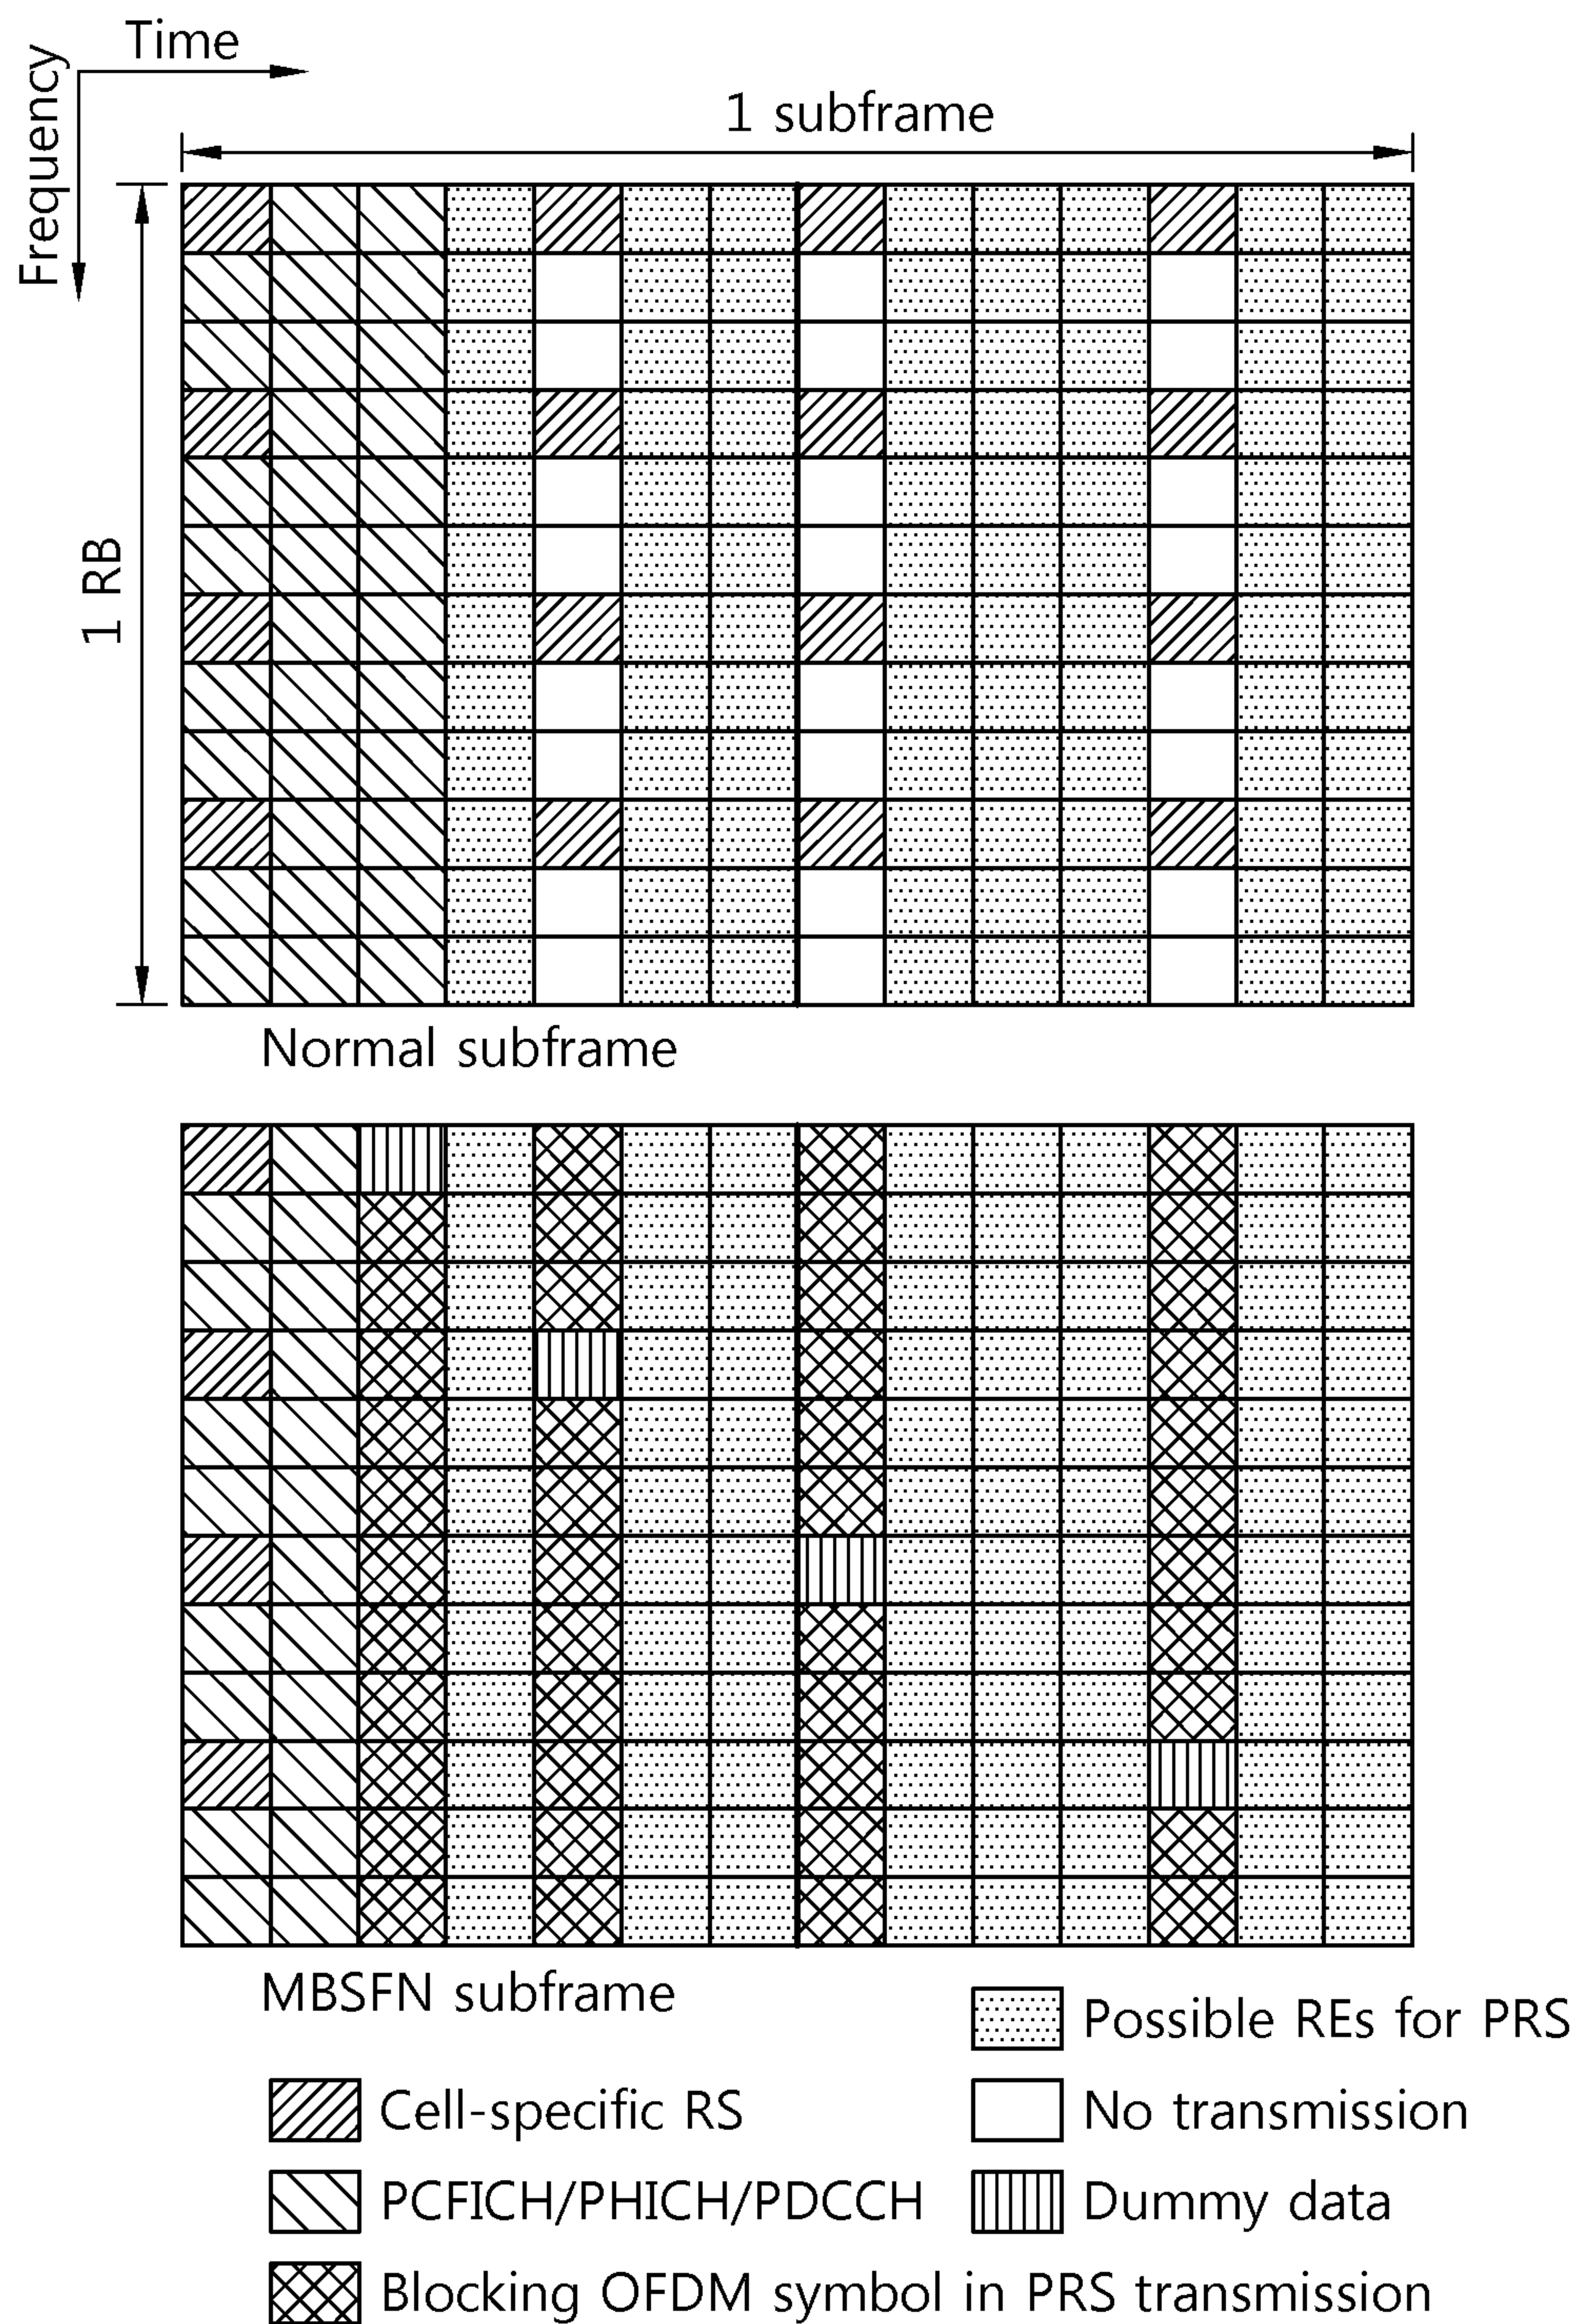 Time
Frequency
1 subframe
1 RB
Normal subframe
MBSFN subframe
Possible REs for PRS
Cell-specific RS
No transmission
PCFICH/PHICH/PDCCH
Dummy data
Blocking OFDM symbol in PRS transmission